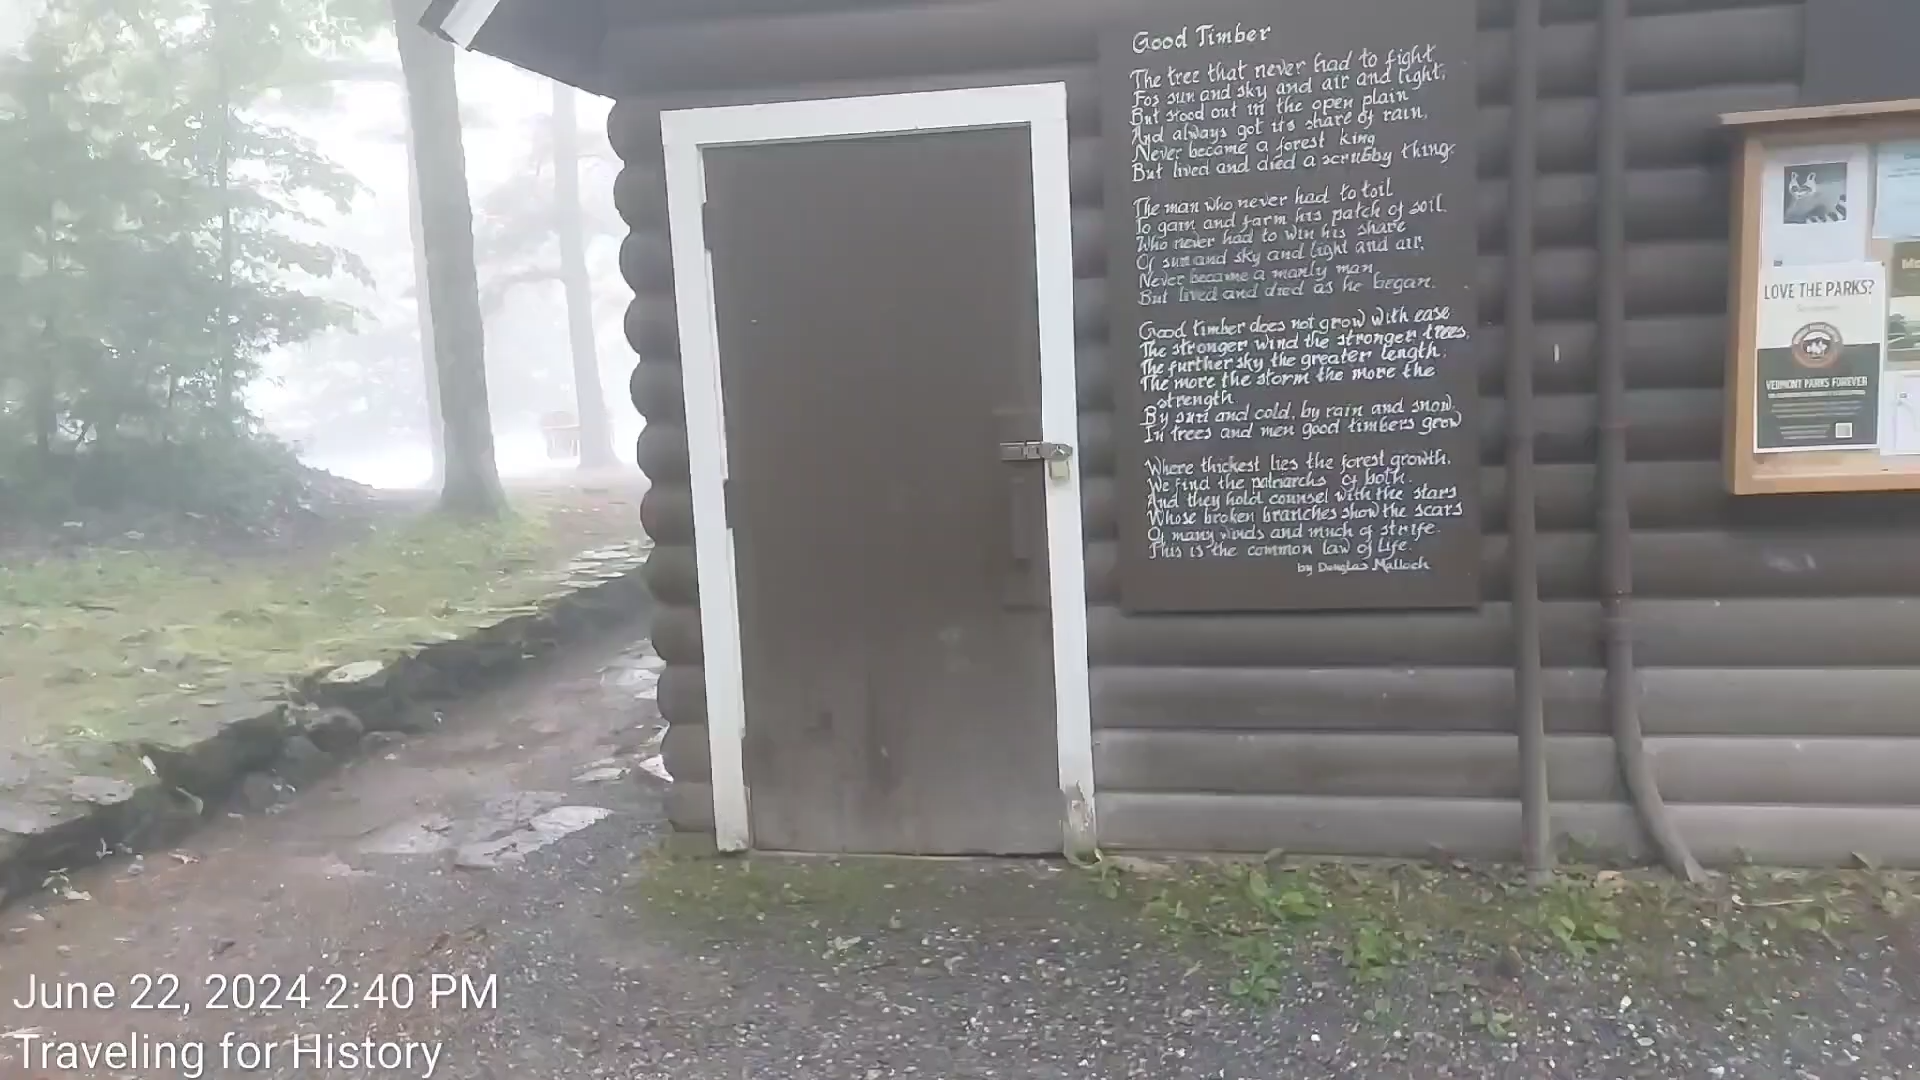 Good Timber
The tree that never had to fight
For sun and sky and air and light,
But stood out in the open plain
And always got its share of rain,
Never became a forest king
But lived and died a scrubby thing.
The man who never had to toil
To gain and farm his patch of soil.
Who never had to win his share
Of sun and sky and light and air,
Never became a manly man
But lived and died as he began.
Good timber does not grow with ease
The stronger wind the stronger trees,
The further sky the greater length.
The more the storm the more the
strength
By sun and cold, by rain and snow,
In trees and men good timbers grow
Where thickest lies the forest growth,
We find the patriarchs of both.
And they hold counsel with the stars
Whose broken branches show the scars
Of many winds and much of strife.
This is the common law of life.
by Douglas Malloch
LOVE THE PARKS?
VERMONT PARKS FOREVER
June 22, 2024 2:40 PM
Traveling for History